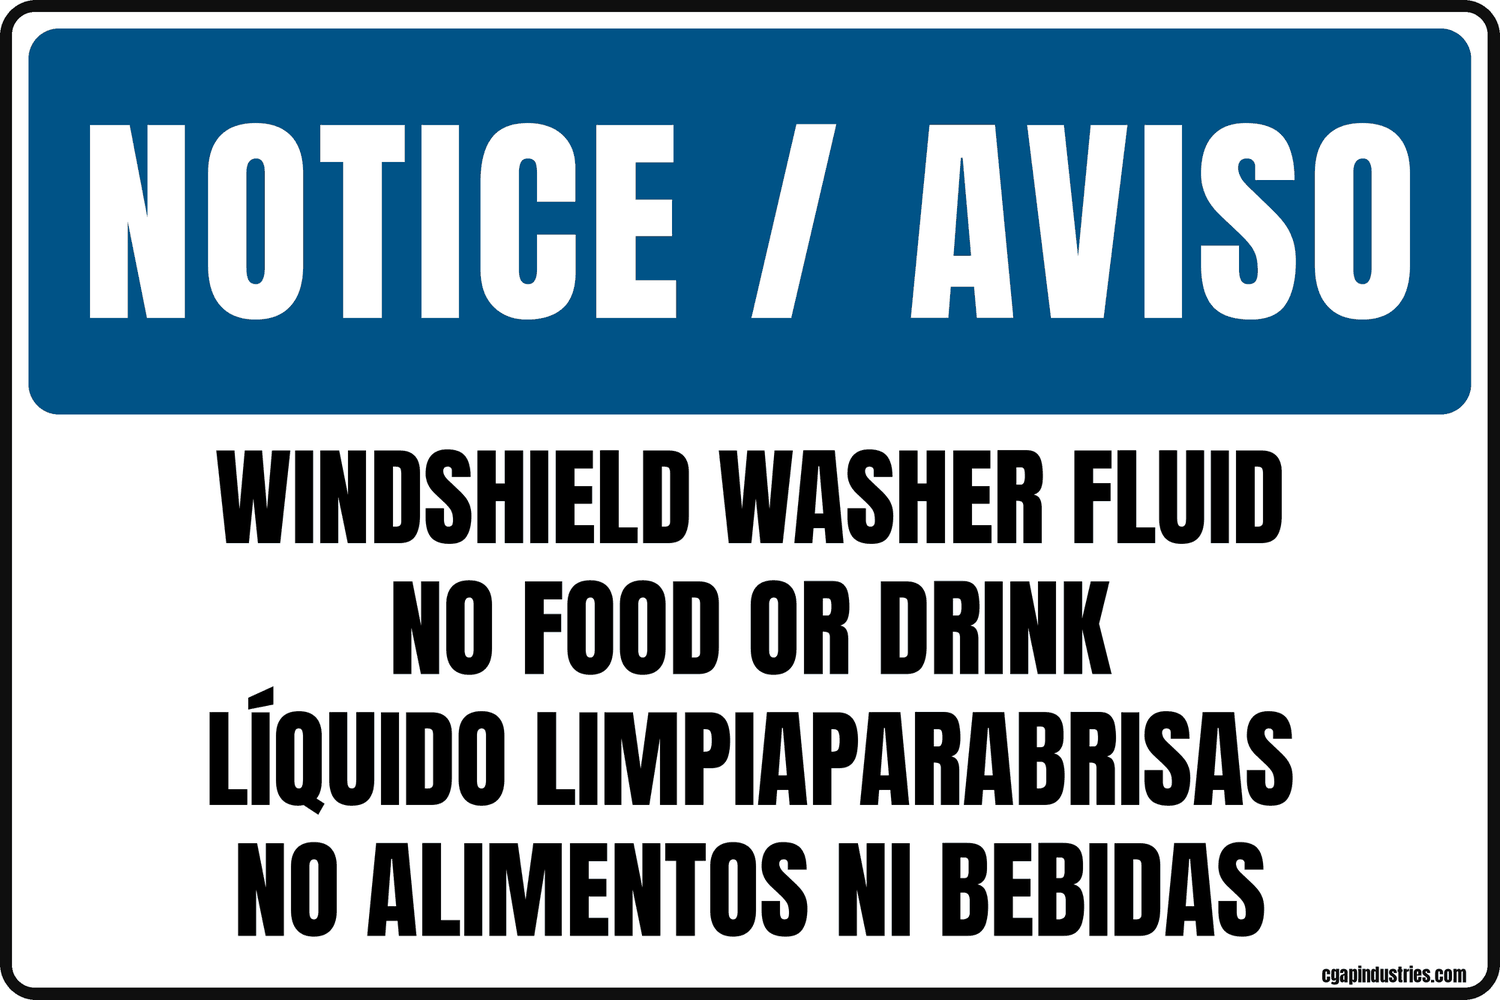 NOTICE / AVISO
WINDSHIELD WASHER FLUID
NO FOOD OR DRINK
LÍQUIDO LIMPIAPARABRISAS
NO ALIMENTOS NI BEBIDAS
cgapindustries.com